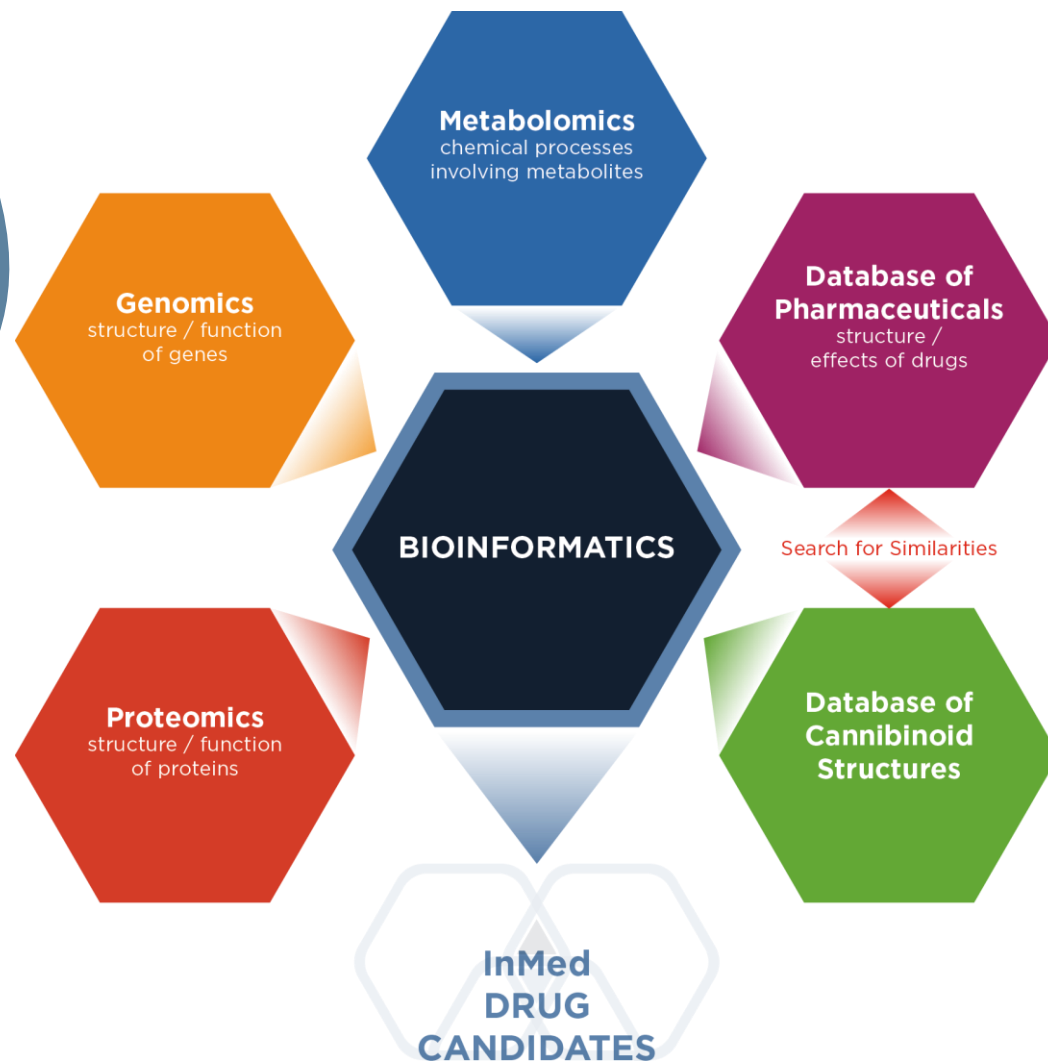 Metabolomics
chemical processes
involving metabolites
Genomics
structure / function
of genes
Database of
Pharmaceuticals
structure /
effects of drugs
BIOINFORMATICS
Search for Similarities
Proteomics
structure / function
of proteins
Database of
Cannibinoid
Structures
InMed
DRUG
CANDIDATES